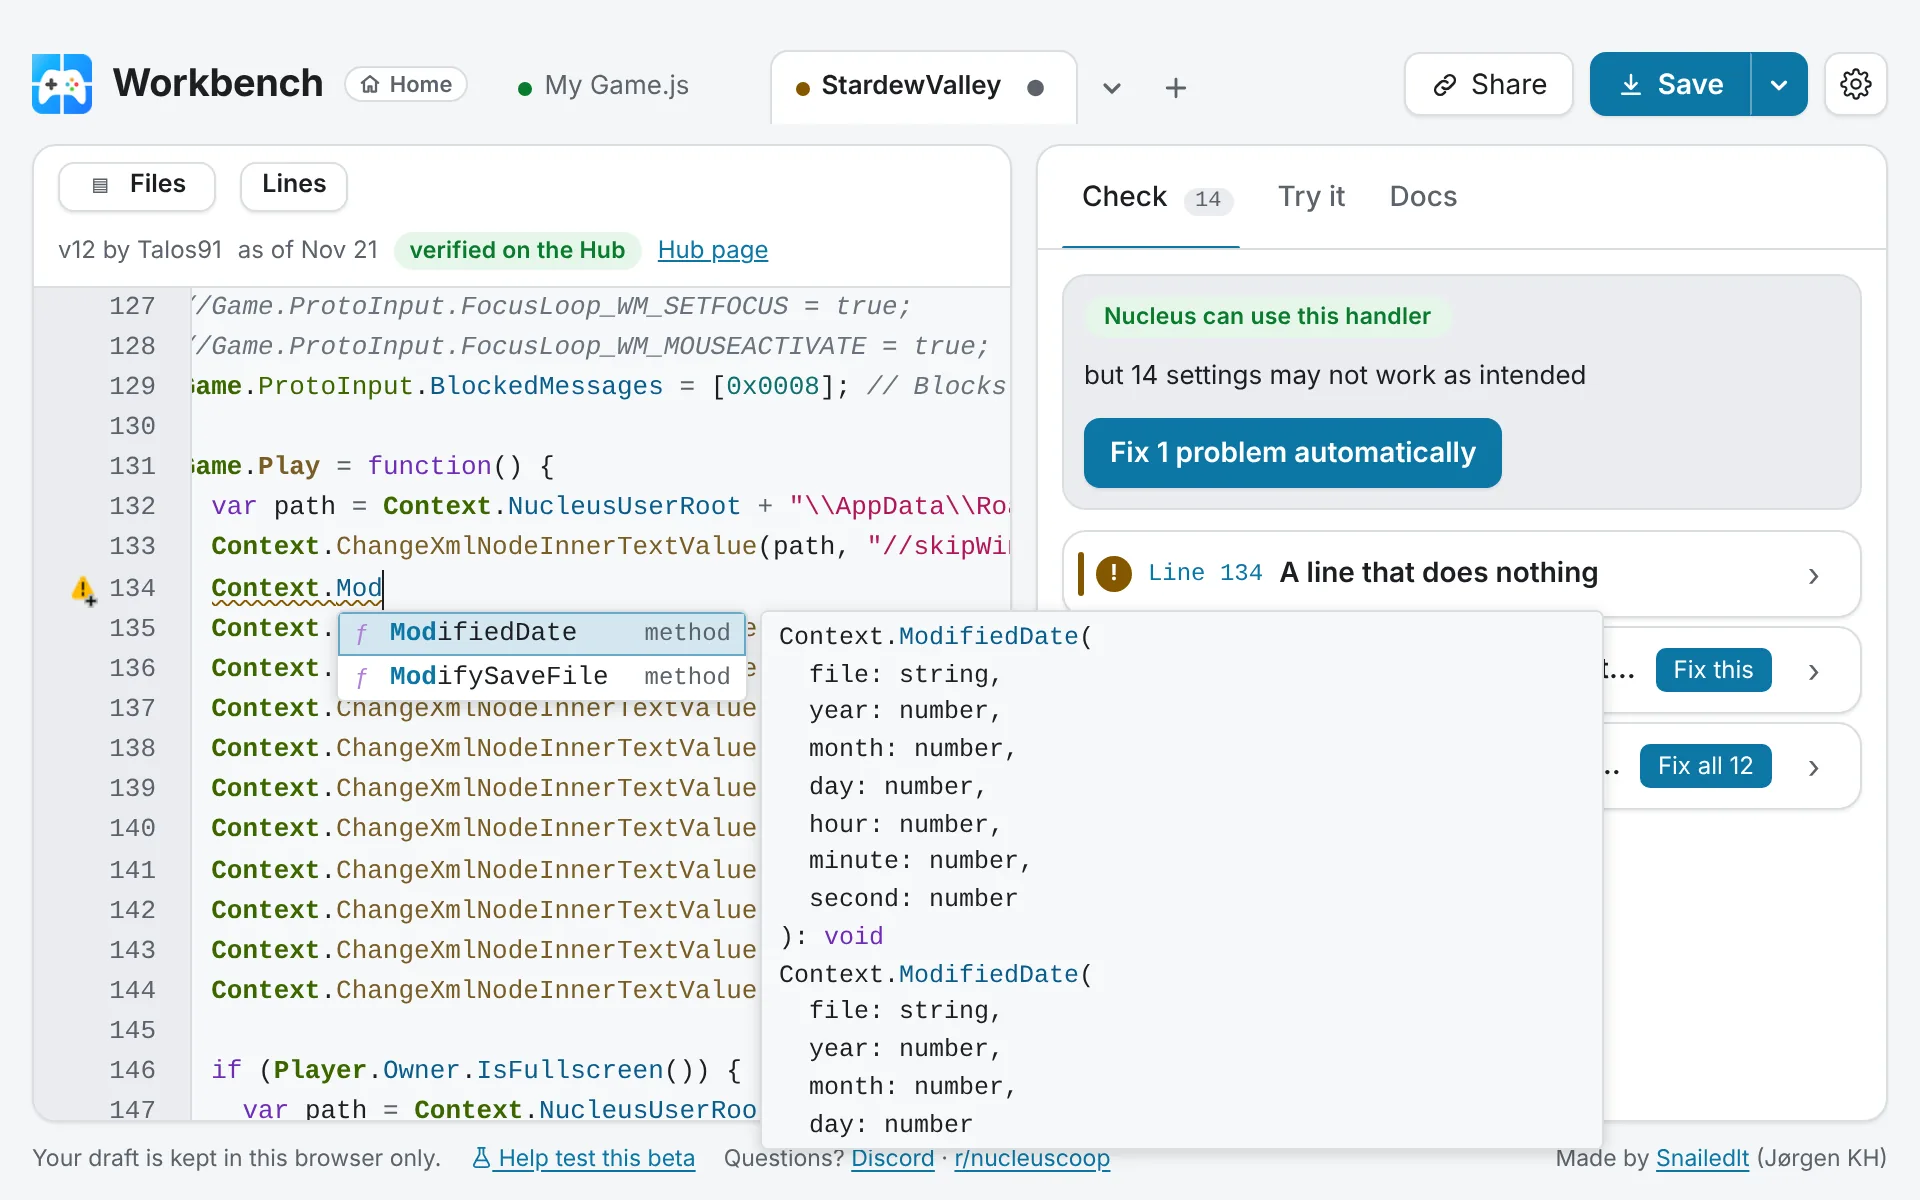 Workbench
Home
My Game.js
StardewValley
Share
Save
Files
Lines
v12 by Talos91 as of Nov 21 verified on the Hub Hub page
127 //Game.ProtoInput.FocusLoop_WM_SETFOCUS = true;
128 //Game.ProtoInput.FocusLoop_WM_MOUSEACTIVATE = true;
129 Game.ProtoInput.BlockedMessages = [0x0008]; // Blocks
130
131 Game.Play = function() {
132 var path = Context.NucleusUserRoot + "\\AppData\\Roa
133 Context.ChangeXmlNodeInnerTextValue(path, "//skipWi
134 Context.Mod
135 Context.
136 Context.
137 Context.ChangeXmlNodeInnerTextValue
138 Context.ChangeXmlNodeInnerTextValue
139 Context.ChangeXmlNodeInnerTextValue
140 Context.ChangeXmlNodeInnerTextValue
141 Context.ChangeXmlNodeInnerTextValue
142 Context.ChangeXmlNodeInnerTextValue
143 Context.ChangeXmlNodeInnerTextValue
144 Context.ChangeXmlNodeInnerTextValue
145
146 if (Player.Owner.IsFullscreen()) {
147 var path = Context.NucleusUserRoo
f ModifiedDate method
f ModifySaveFile method
Context.ModifiedDate(
file: string,
year: number,
month: number,
day: number,
hour: number,
minute: number,
second: number
): void
Context.ModifiedDate(
file: string,
year: number,
month: number,
day: number
Check 14
Try it
Docs
Nucleus can use this handler
but 14 settings may not work as intended
Fix 1 problem automatically
! Line 134 A line that does nothing
t... Fix this
.. Fix all 12
Your draft is kept in this browser only. Help test this beta Questions? Discord · r/nucleuscoop
Made by SnailedIt (Jørgen KH)